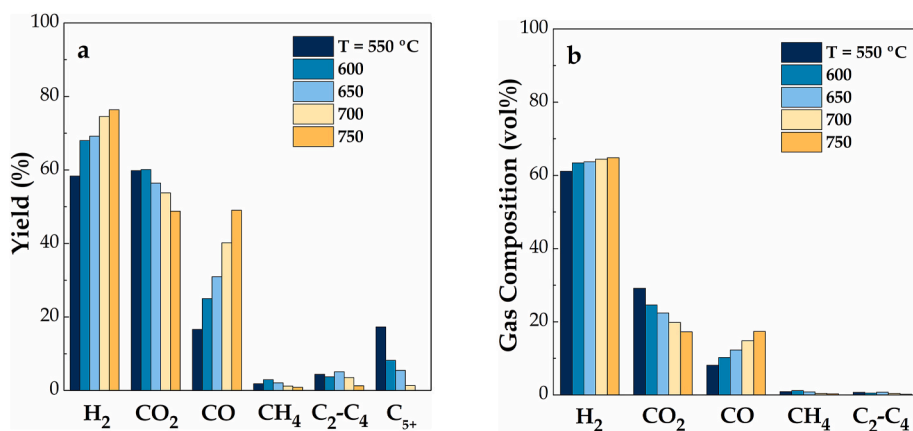 a
T = 550 ºC
600
650
700
750
100
80
60
40
20
0
Yield (%)
H₂
CO₂
CO
CH₄
C₂-C₄
C₅₊
b
T = 550 ºC
600
650
700
750
100
80
60
40
20
0
Gas Composition (vol%)
H₂
CO₂
CO
CH₄
C₂-C₄